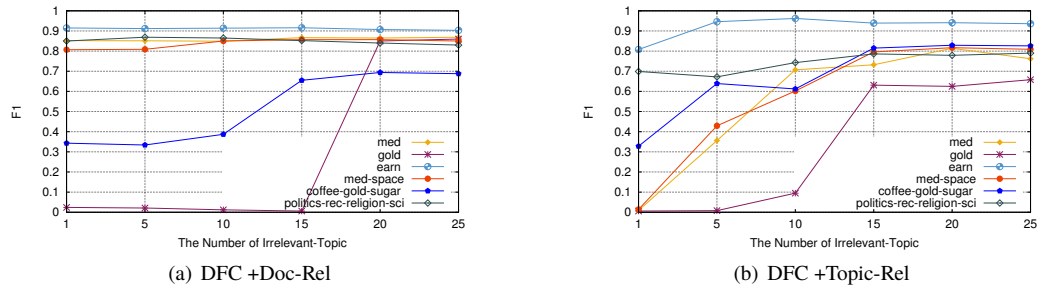 1
0.9
0.8
0.7
0.6
0.5
0.4
0.3
0.2
0.1
0
F1
med
gold
earn
med-space
coffee-gold-sugar
politics-rec-religion-sci
1 5 10 15 20 25
The Number of Irrelevant-Topic
(a) DFC +Doc-Rel
1
0.9
0.8
0.7
0.6
0.5
0.4
0.3
0.2
0.1
0
F1
med
gold
earn
med-space
coffee-gold-sugar
politics-rec-religion-sci
1 5 10 15 20 25
The Number of Irrelevant-Topic
(b) DFC +Topic-Rel